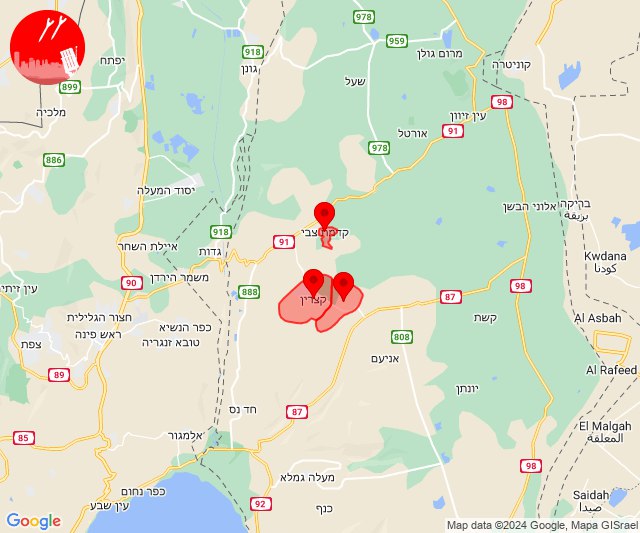 978
959
מרום גולן
קוניטרה
918
918
גונן
יפתח
899
שעל
98
מלכיה
עין זיוון
91
אורטל
978
886
יסוד המעלה
אלוני הבשן
בריקה
بريقة
918
קדמת צבי
91
גדות
איילת השחר
Kwdana
كودنا
90
משמר הירדן
98
888
87
קצרין
עין זיתים
חצור הגלילית
ראש פינה
כפר הנשיא
טובא זנגריה
קשת
Al Asbah
צפת
808
אניעם
Al Rafeed
89
יונתן
חד נס
87
85
אלמגור
El Malgah
المعلقة
98
מעלה גמלא
כפר נחום
עין שבע
92
כנף
Saidah
صيدا
Google
Map data ©2024 Google, Mapa GISrael